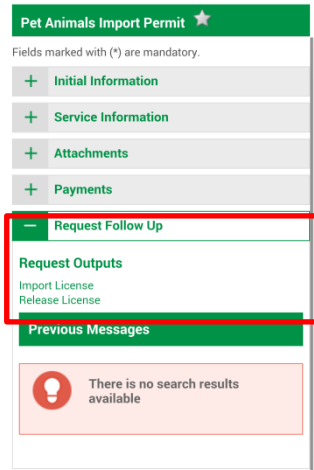 Pet Animals Import Permit
Fields marked with (*) are mandatory.
+ Initial Information
+ Service Information
+ Attachments
+ Payments
− Request Follow Up
Request Outputs
Import License
Release License
Previous Messages
There is no search results
available